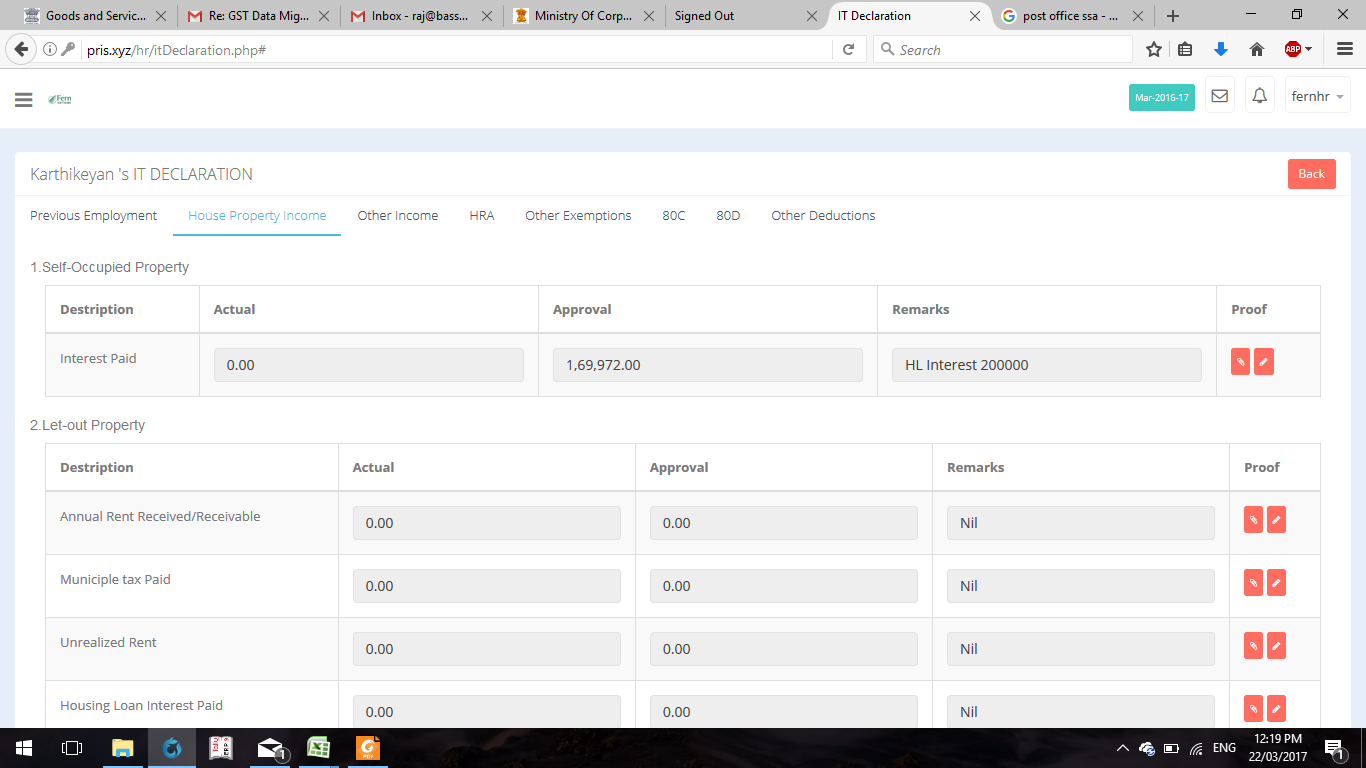 Goods and Servic... Re: GST Data Mig... Inbox - raj@bass... Ministry Of Corp... Signed Out IT Declaration post office ssa - ...
pris.xyz/hr/itDeclaration.php# Search ABP
Fern Mar-2016-17 fernhr
Karthikeyan 's IT DECLARATION Back
Previous Employment House Property Income Other Income HRA Other Exemptions 80C 80D Other Deductions
1.Self-Occupied Property
Destription Actual Approval Remarks Proof
Interest Paid 0.00 1,69,972.00 HL Interest 200000
2.Let-out Property
Destription Actual Approval Remarks Proof
Annual Rent Received/Receivable 0.00 0.00 Nil
Municiple tax Paid 0.00 0.00 Nil
Unrealized Rent 0.00 0.00 Nil
Housing Loan Interest Paid 0.00 0.00 Nil
1 PDF ENG 12:19 PM 1
22/03/2017